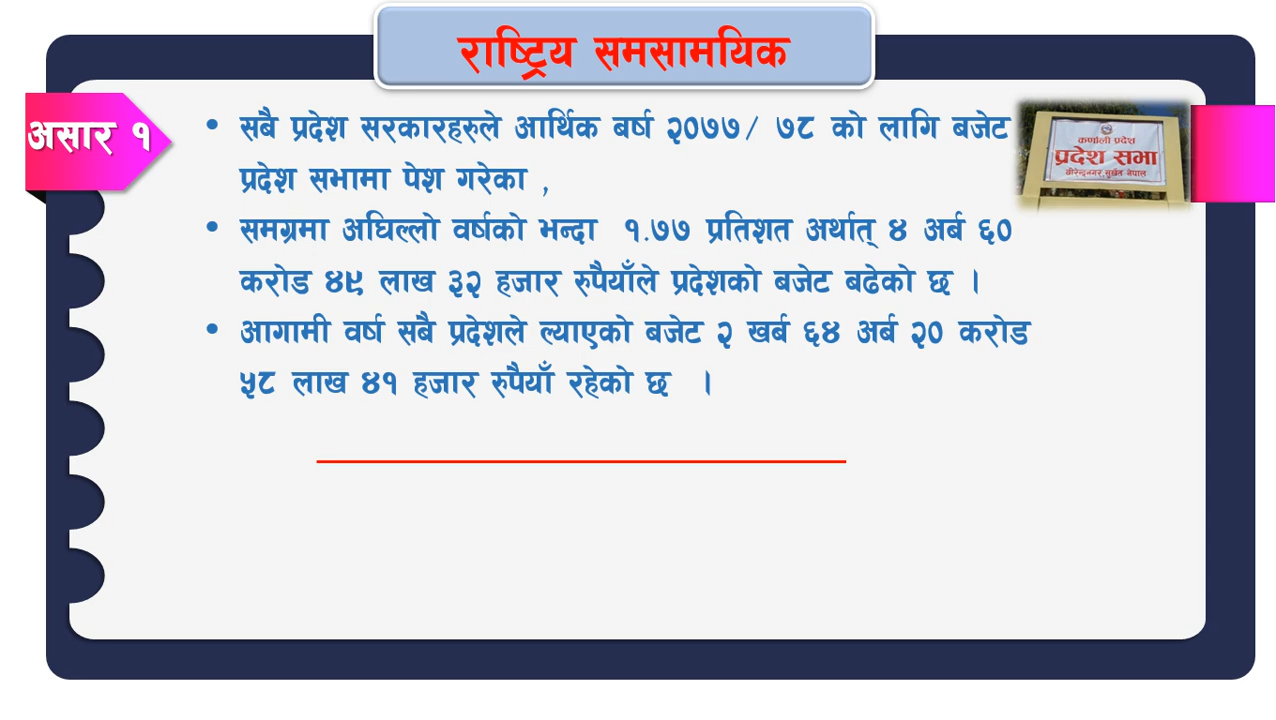 राष्ट्रिय समसामयिक
असार १
सबै प्रदेश सरकारहरुले आर्थिक बर्ष २०७७/ ७८ को लागि बजेट
प्रदेश सभामा पेश गरेका ,
समग्रमा अघिल्लो वर्षको भन्दा १.७७ प्रतिशत अर्थात् ४ अर्ब ६०
करोड ४९ लाख ३२ हजार रुपैयाँले प्रदेशको बजेट बढेको छ ।
आगामी वर्ष सबै प्रदेशले ल्याएको बजेट २ खर्ब ६४ अर्ब २० करोड
५८ लाख ४१ हजार रुपैयाँ रहेको छ ।
कर्णाली प्रदेश
प्रदेश सभा
वीरेन्द्रनगर, सुर्खेत नेपाल